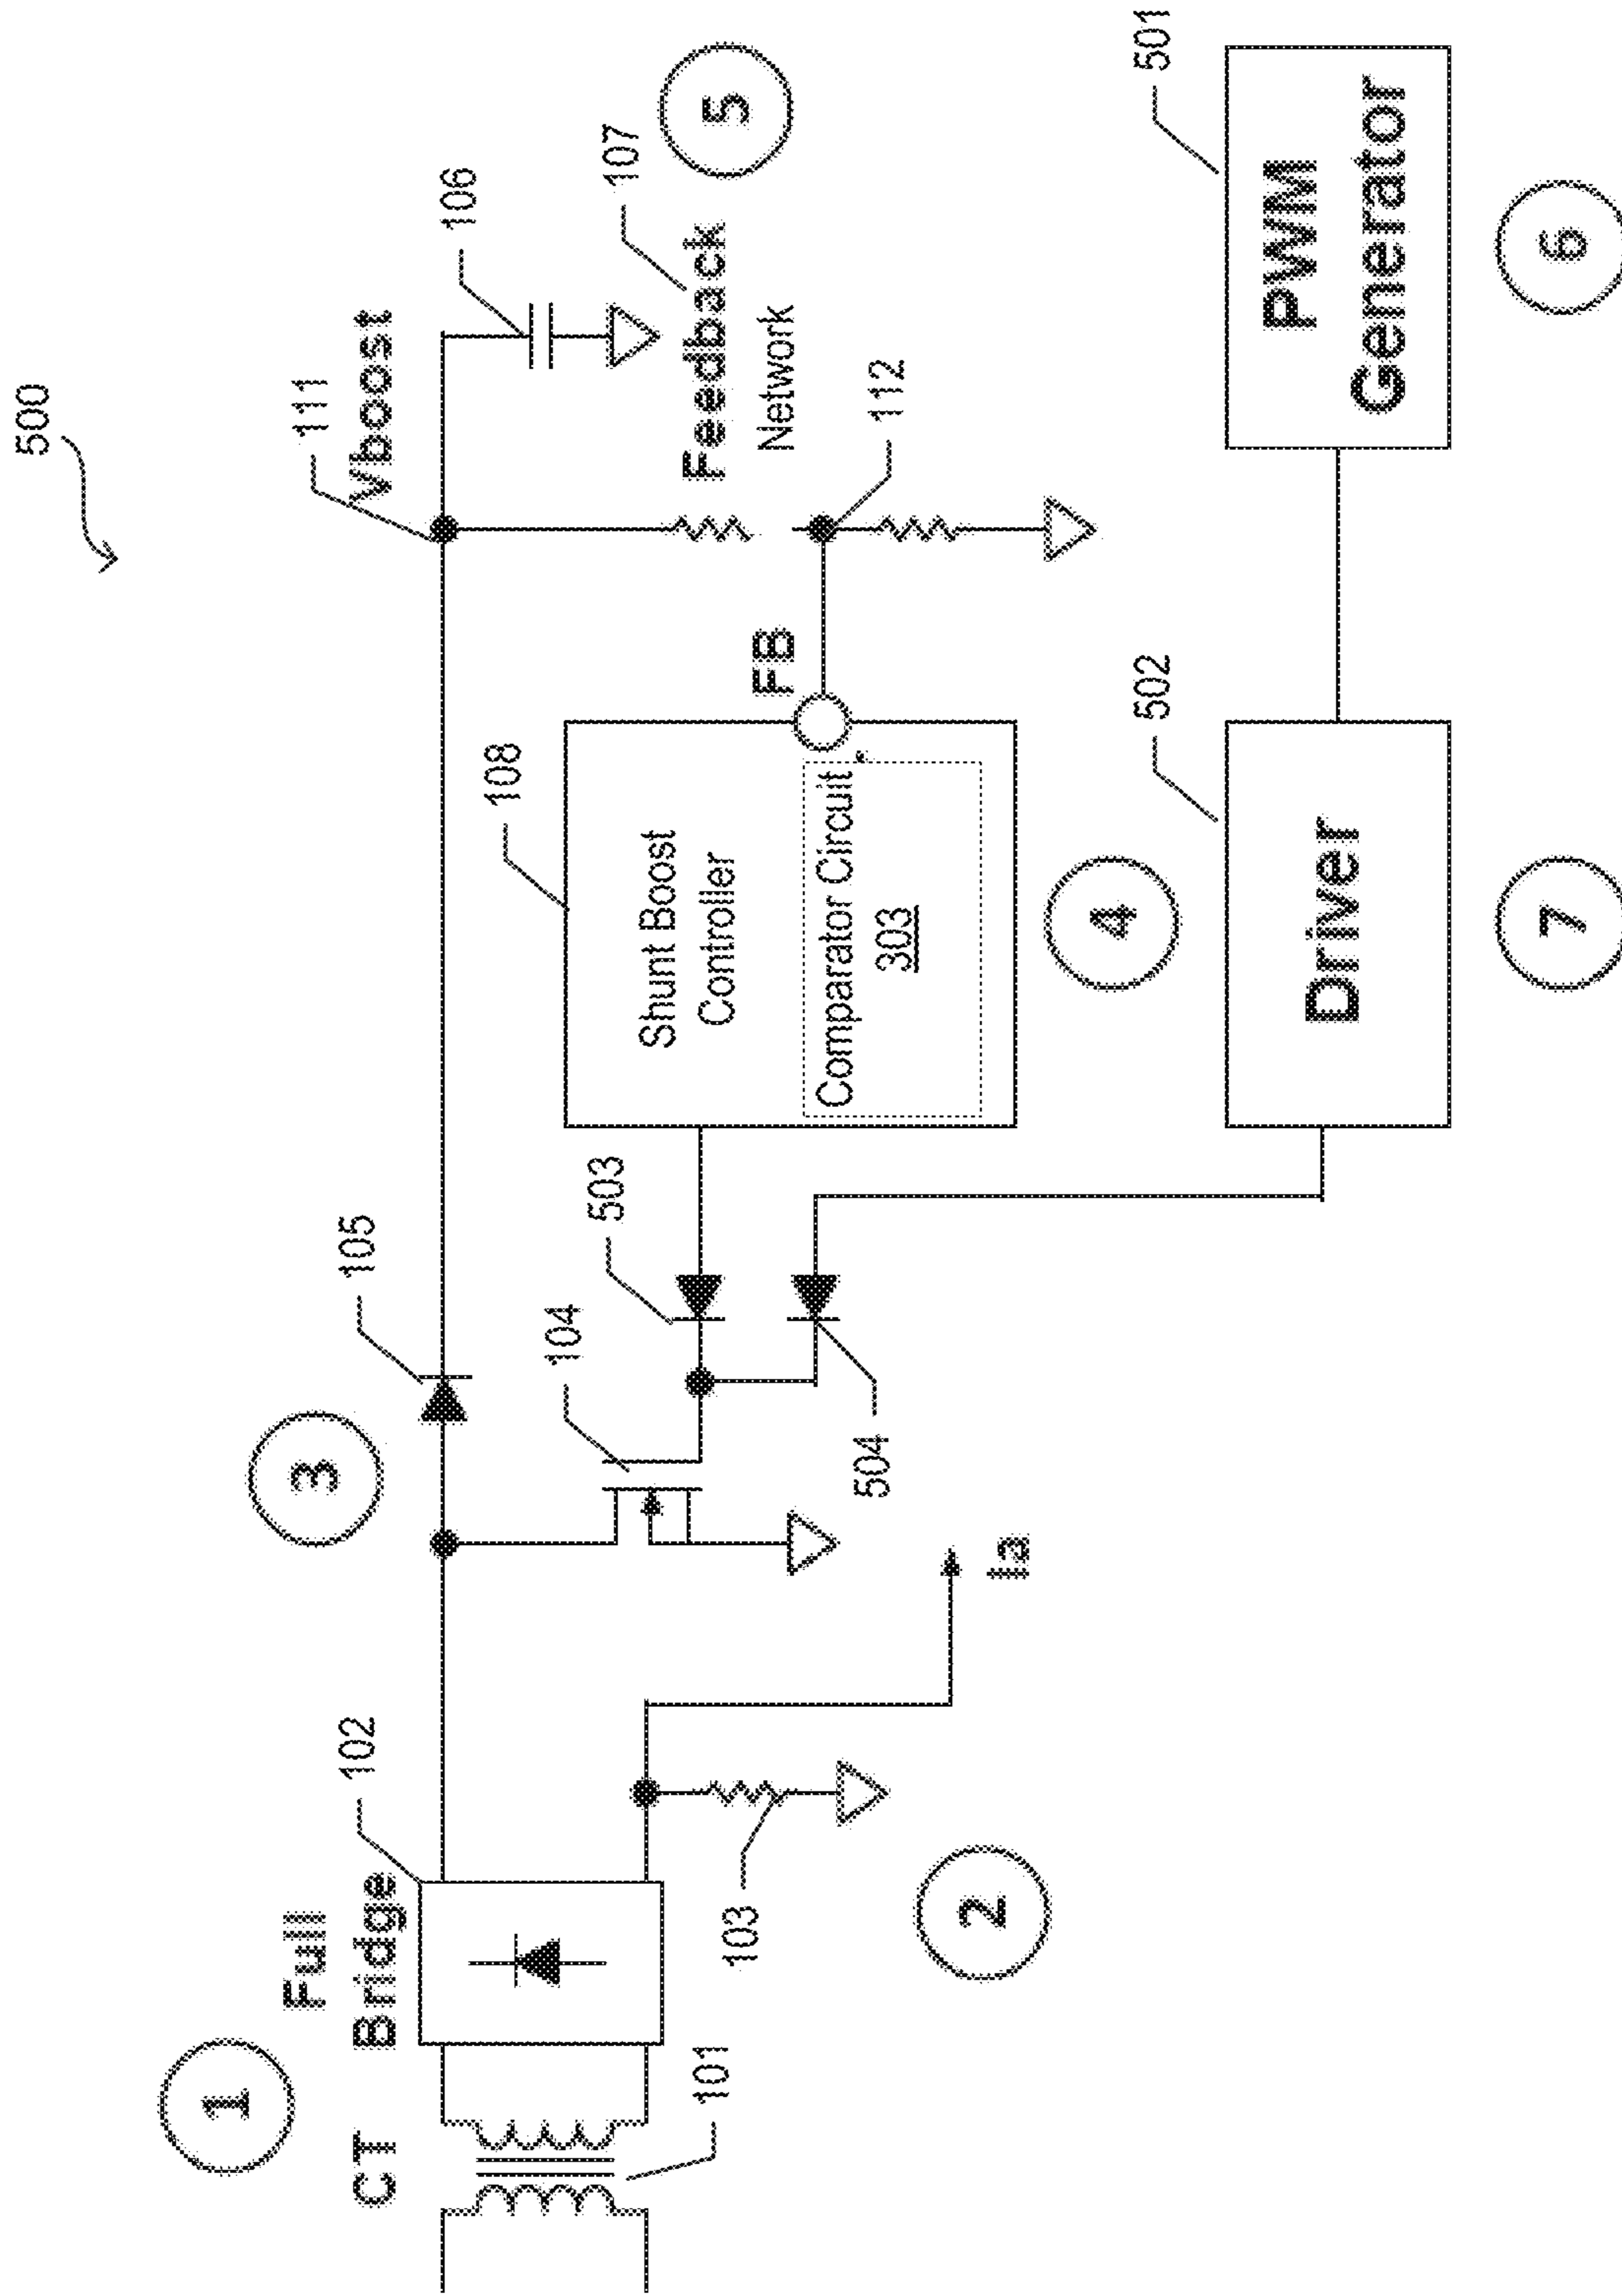 500
1
CT
101
Full
Bridge
102
103
2
3
105
104
503
504
Ia
108
Shunt Boost
Controller
Comparator Circuit
303
FB
4
111
Vboost
106
107
Feedback
Network
112
5
502
Driver
7
501
PWM
Generator
6